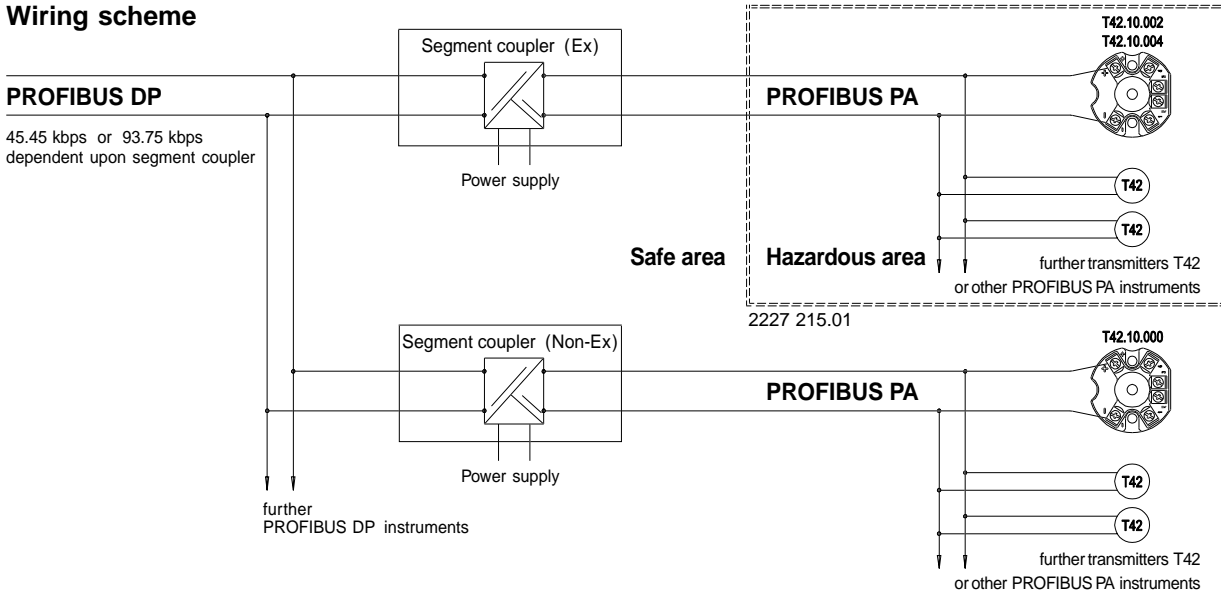 Wiring scheme
T42.10.002
T42.10.004
Segment coupler (Ex)
PROFIBUS DP
PROFIBUS PA
45.45 kbps or 93.75 kbps
dependent upon segment coupler
Power supply
T42
T42
Safe area
Hazardous area
further transmitters T42
or other PROFIBUS PA instruments
2227 215.01
T42.10.000
Segment coupler (Non-Ex)
PROFIBUS PA
Power supply
T42
T42
further
PROFIBUS DP instruments
further transmitters T42
or other PROFIBUS PA instruments